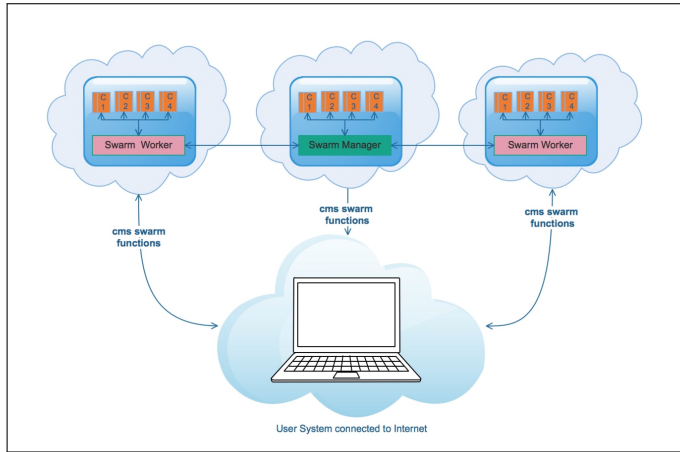 C C C C
1 2 3 4
Swarm Worker
C C C C
1 2 3 4
Swarm Manager
C C C C
1 2 3 4
Swarm Worker
cms swarm
functions
cms swarm
functions
cms swarm
functions
User System connected to Internet